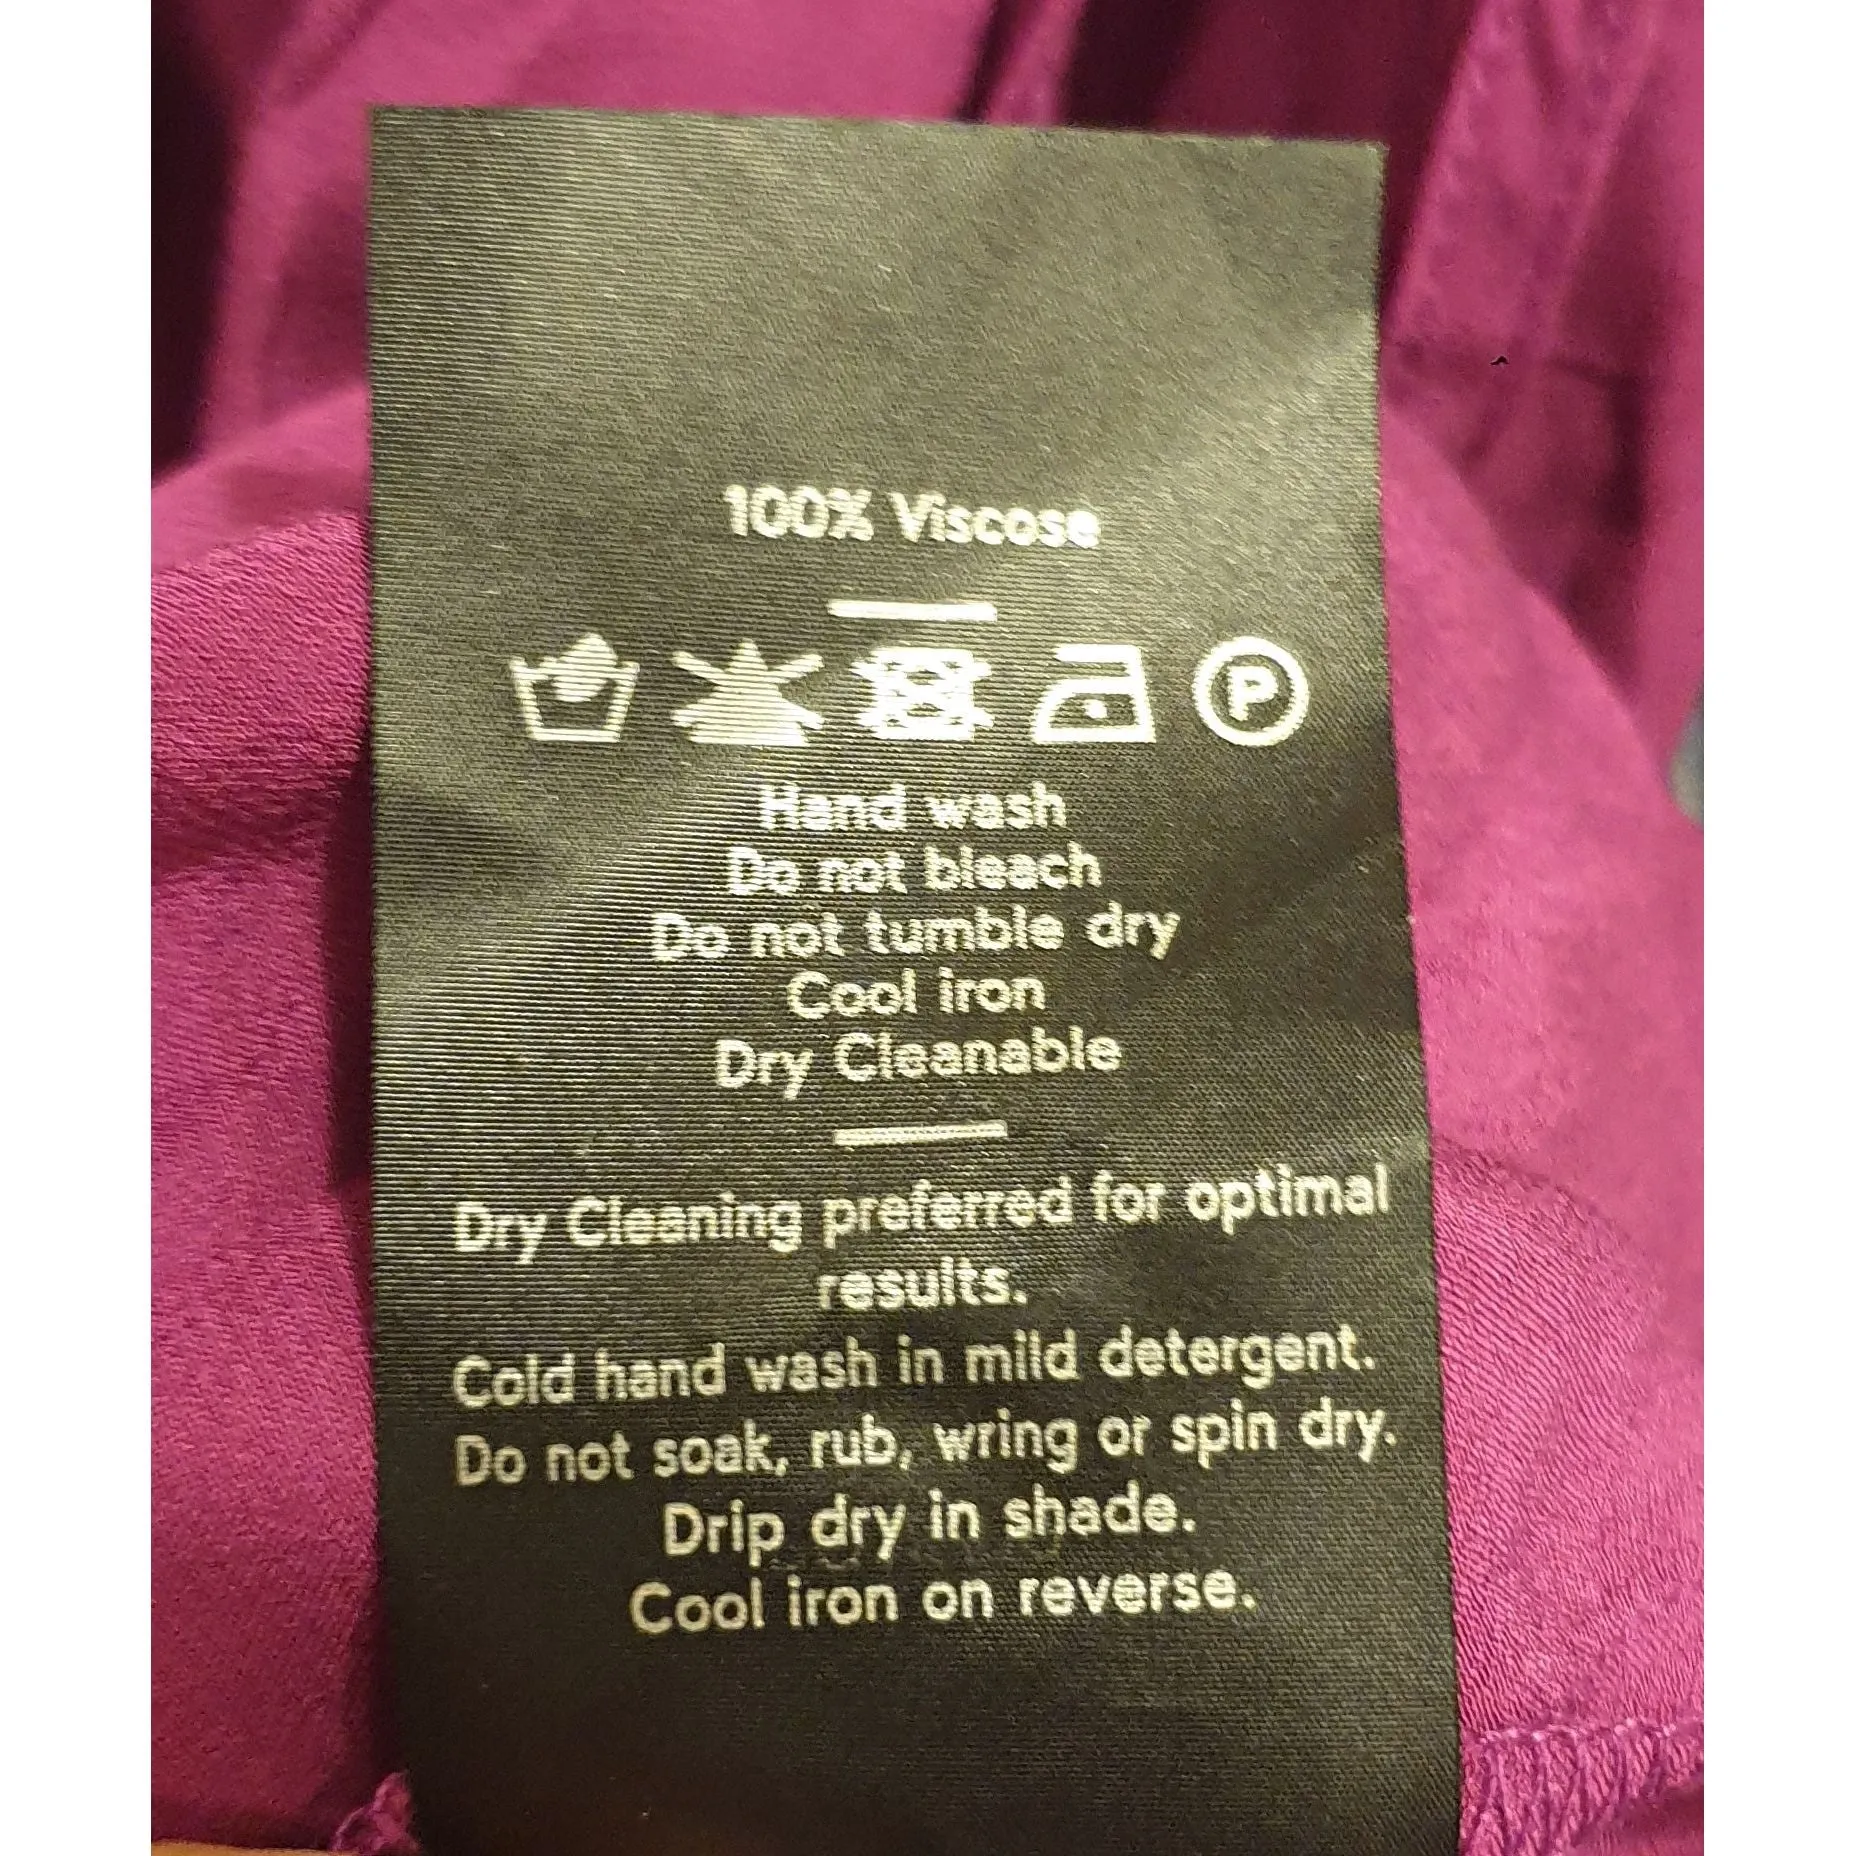 100% Viscose
P
Hand wash
Do not bleach
Do not tumble dry
Cool iron
Dry Cleanable
Dry Cleaning preferred for optimal
results.
Cold hand wash in mild detergent.
Do not soak, rub, wring or spin dry.
Drip dry in shade.
Cool iron on reverse.